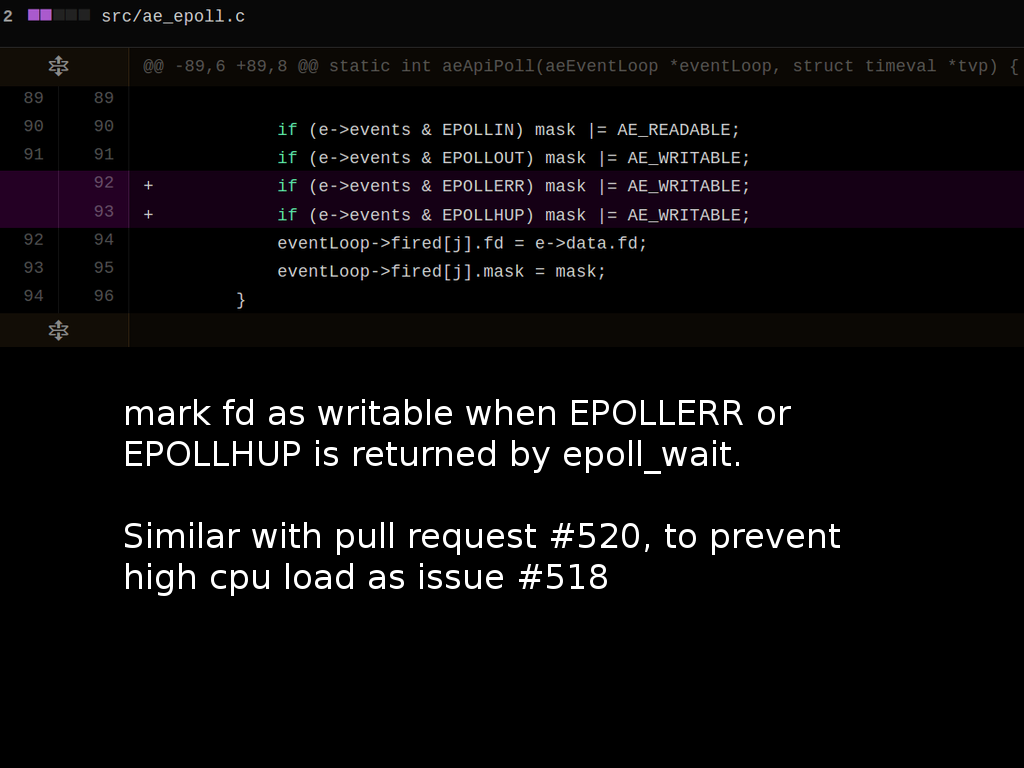 2 src/ae_epoll.c
@@ -89,6 +89,8 @@ static int aeApiPoll(aeEventLoop *eventLoop, struct timeval *tvp) {
89 89
90 90 if (e->events & EPOLLIN) mask |= AE_READABLE;
91 91 if (e->events & EPOLLOUT) mask |= AE_WRITABLE;
92 + if (e->events & EPOLLERR) mask |= AE_WRITABLE;
93 + if (e->events & EPOLLHUP) mask |= AE_WRITABLE;
92 94 eventLoop->fired[j].fd = e->data.fd;
93 95 eventLoop->fired[j].mask = mask;
94 96 }
mark fd as writable when EPOLLERR or
EPOLLHUP is returned by epoll_wait.
Similar with pull request #520, to prevent
high cpu load as issue #518